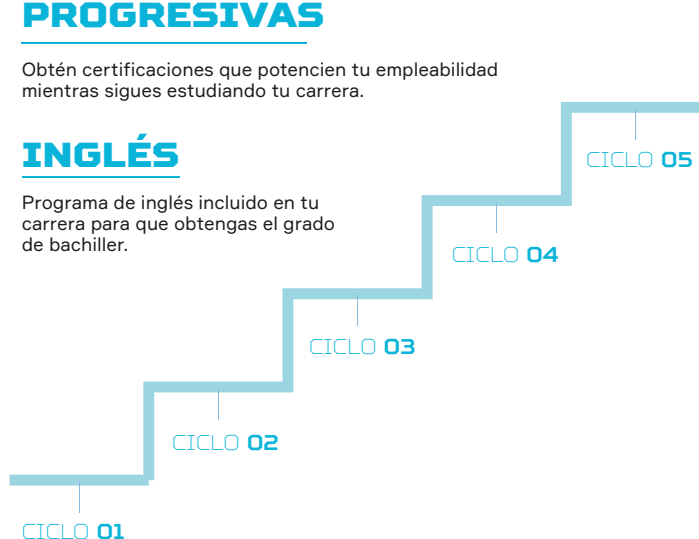 PROGRESIVAS
Obtén certificaciones que potencien tu empleabilidad
mientras sigues estudiando tu carrera.
INGLÉS
Programa de inglés incluido en tu
carrera para que obtengas el grado
de bachiller.
CICLO 05
CICLO 04
CICLO 03
CICLO 02
CICLO 01